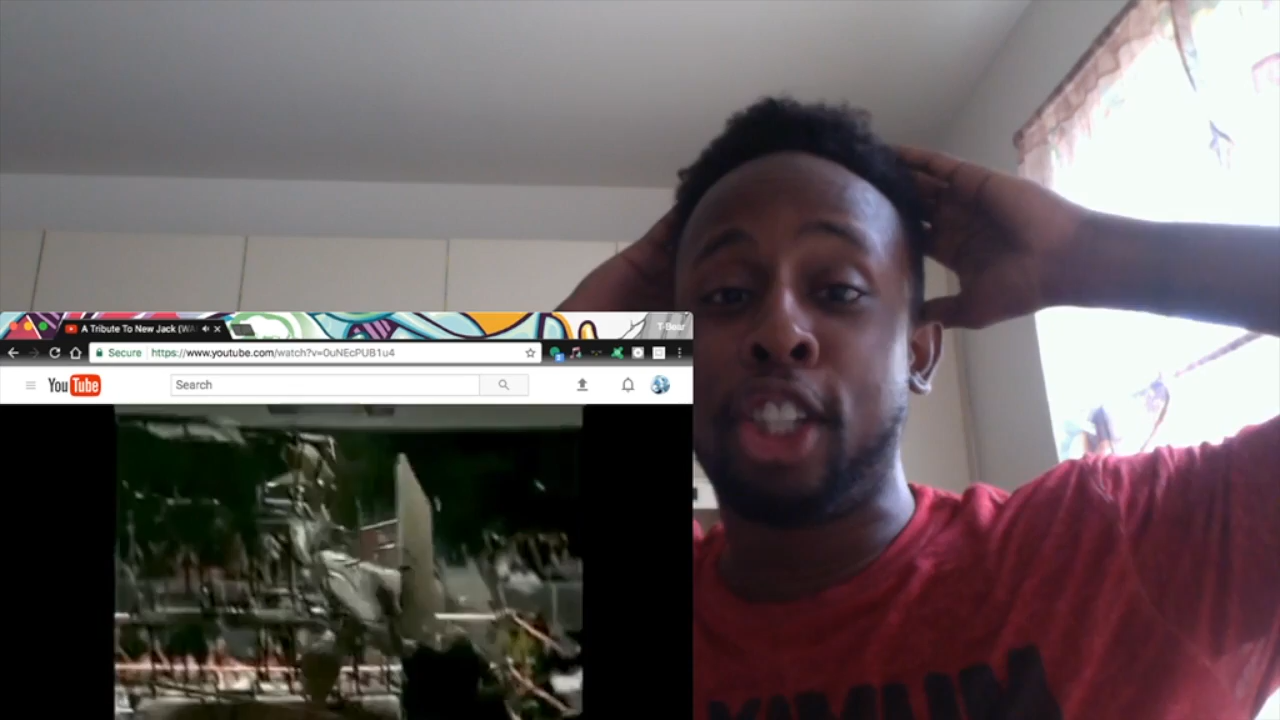 A Tribute To New Jack (WA
T-Bear
Secure https://www.youtube.com/watch?v=0uNEcPUB1u4
YouTube
Search